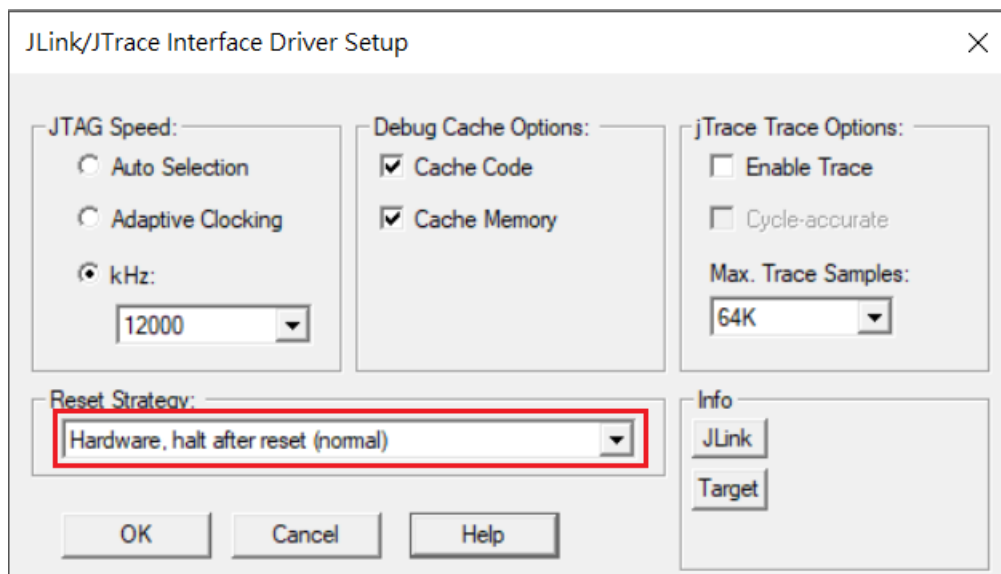 JLink/JTrace Interface Driver Setup
JTAG Speed:
Auto Selection
Adaptive Clocking
kHz:
12000
Debug Cache Options:
Cache Code
Cache Memory
jTrace Trace Options:
Enable Trace
Cycle-accurate
Max. Trace Samples:
64K
Reset Strategy:
Hardware, halt after reset (normal)
Info
JLink
Target
OK
Cancel
Help